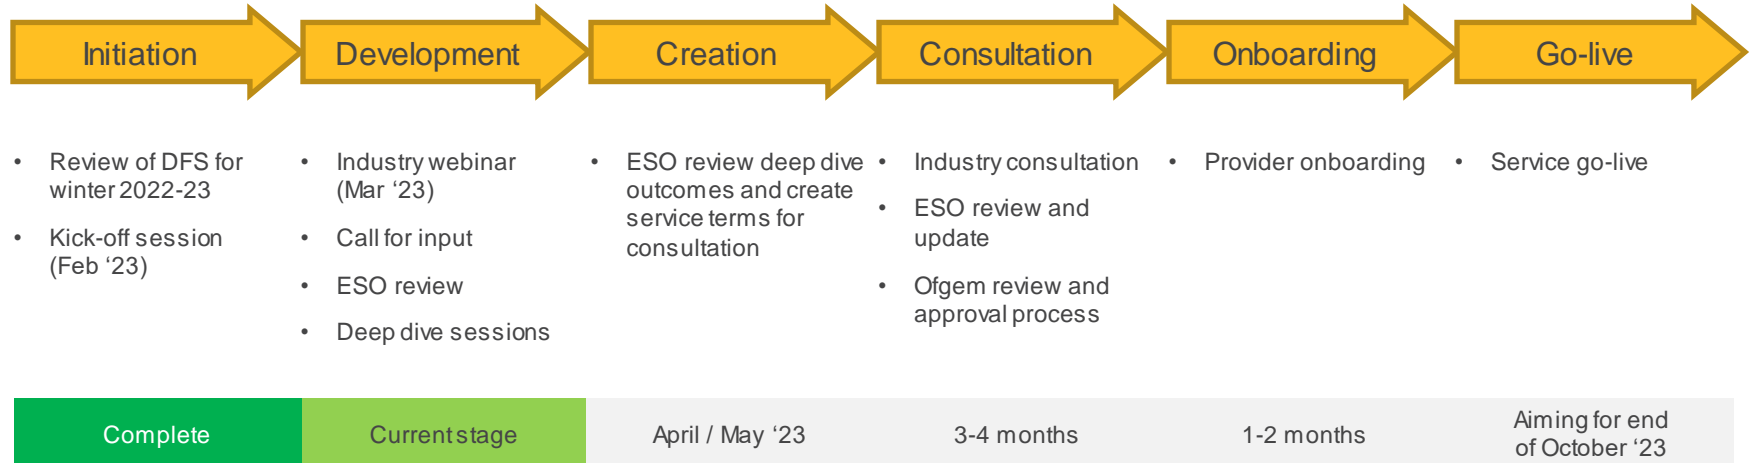 Initiation
Development
Creation
Consultation
Onboarding
Go-live
• Review of DFS for
winter 2022-23
• Kick-off session
(Feb ‘23)
• Industry webinar
(Mar ‘23)
• Call for input
• ESO review
• Deep dive sessions
• ESO review deep dive
outcomes and create
service terms for
consultation
• Industry consultation
• ESO review and
update
• Ofgem review and
approval process
• Provider onboarding
• Service go-live
Complete
Current stage
April / May ‘23
3-4 months
1-2 months
Aiming for end
of October ‘23